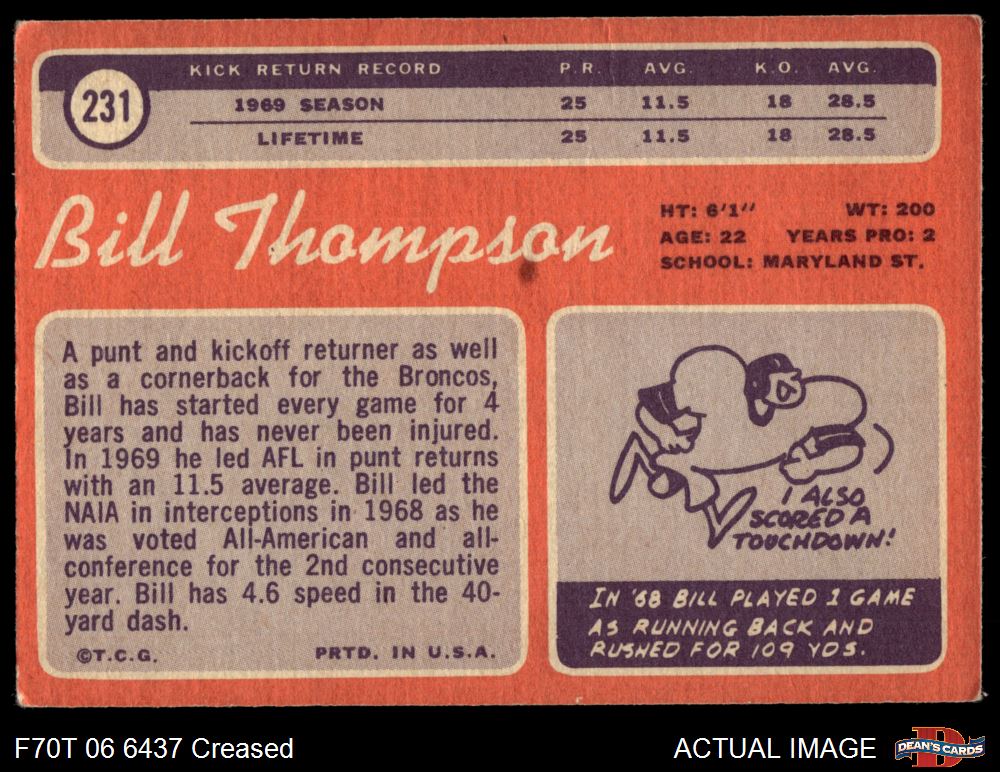 231
KICK RETURN RECORD P.R. AVG. K.O. AVG.
1969 SEASON 25 11.5 18 28.5
LIFETIME 25 11.5 18 28.5
Bill Thompson
HT: 6'1" WT: 200
AGE: 22 YEARS PRO: 2
SCHOOL: MARYLAND ST.
A punt and kickoff returner as well
as a cornerback for the Broncos,
Bill has started every game for 4
years and has never been injured.
In 1969 he led AFL in punt returns
with an 11.5 average. Bill led the
NAIA in interceptions in 1968 as he
was voted All-American and all-
conference for the 2nd consecutive
year. Bill has 4.6 speed in the 40-
yard dash.
©T.C.G. PRTD. IN U.S.A.
I ALSO
SCORED A
TOUCHDOWN!
IN '68 BILL PLAYED 1 GAME
AS RUNNING BACK AND
RUSHED FOR 109 YDS.
F70T 06 6437 Creased
ACTUAL IMAGE
DEAN'S CARDS